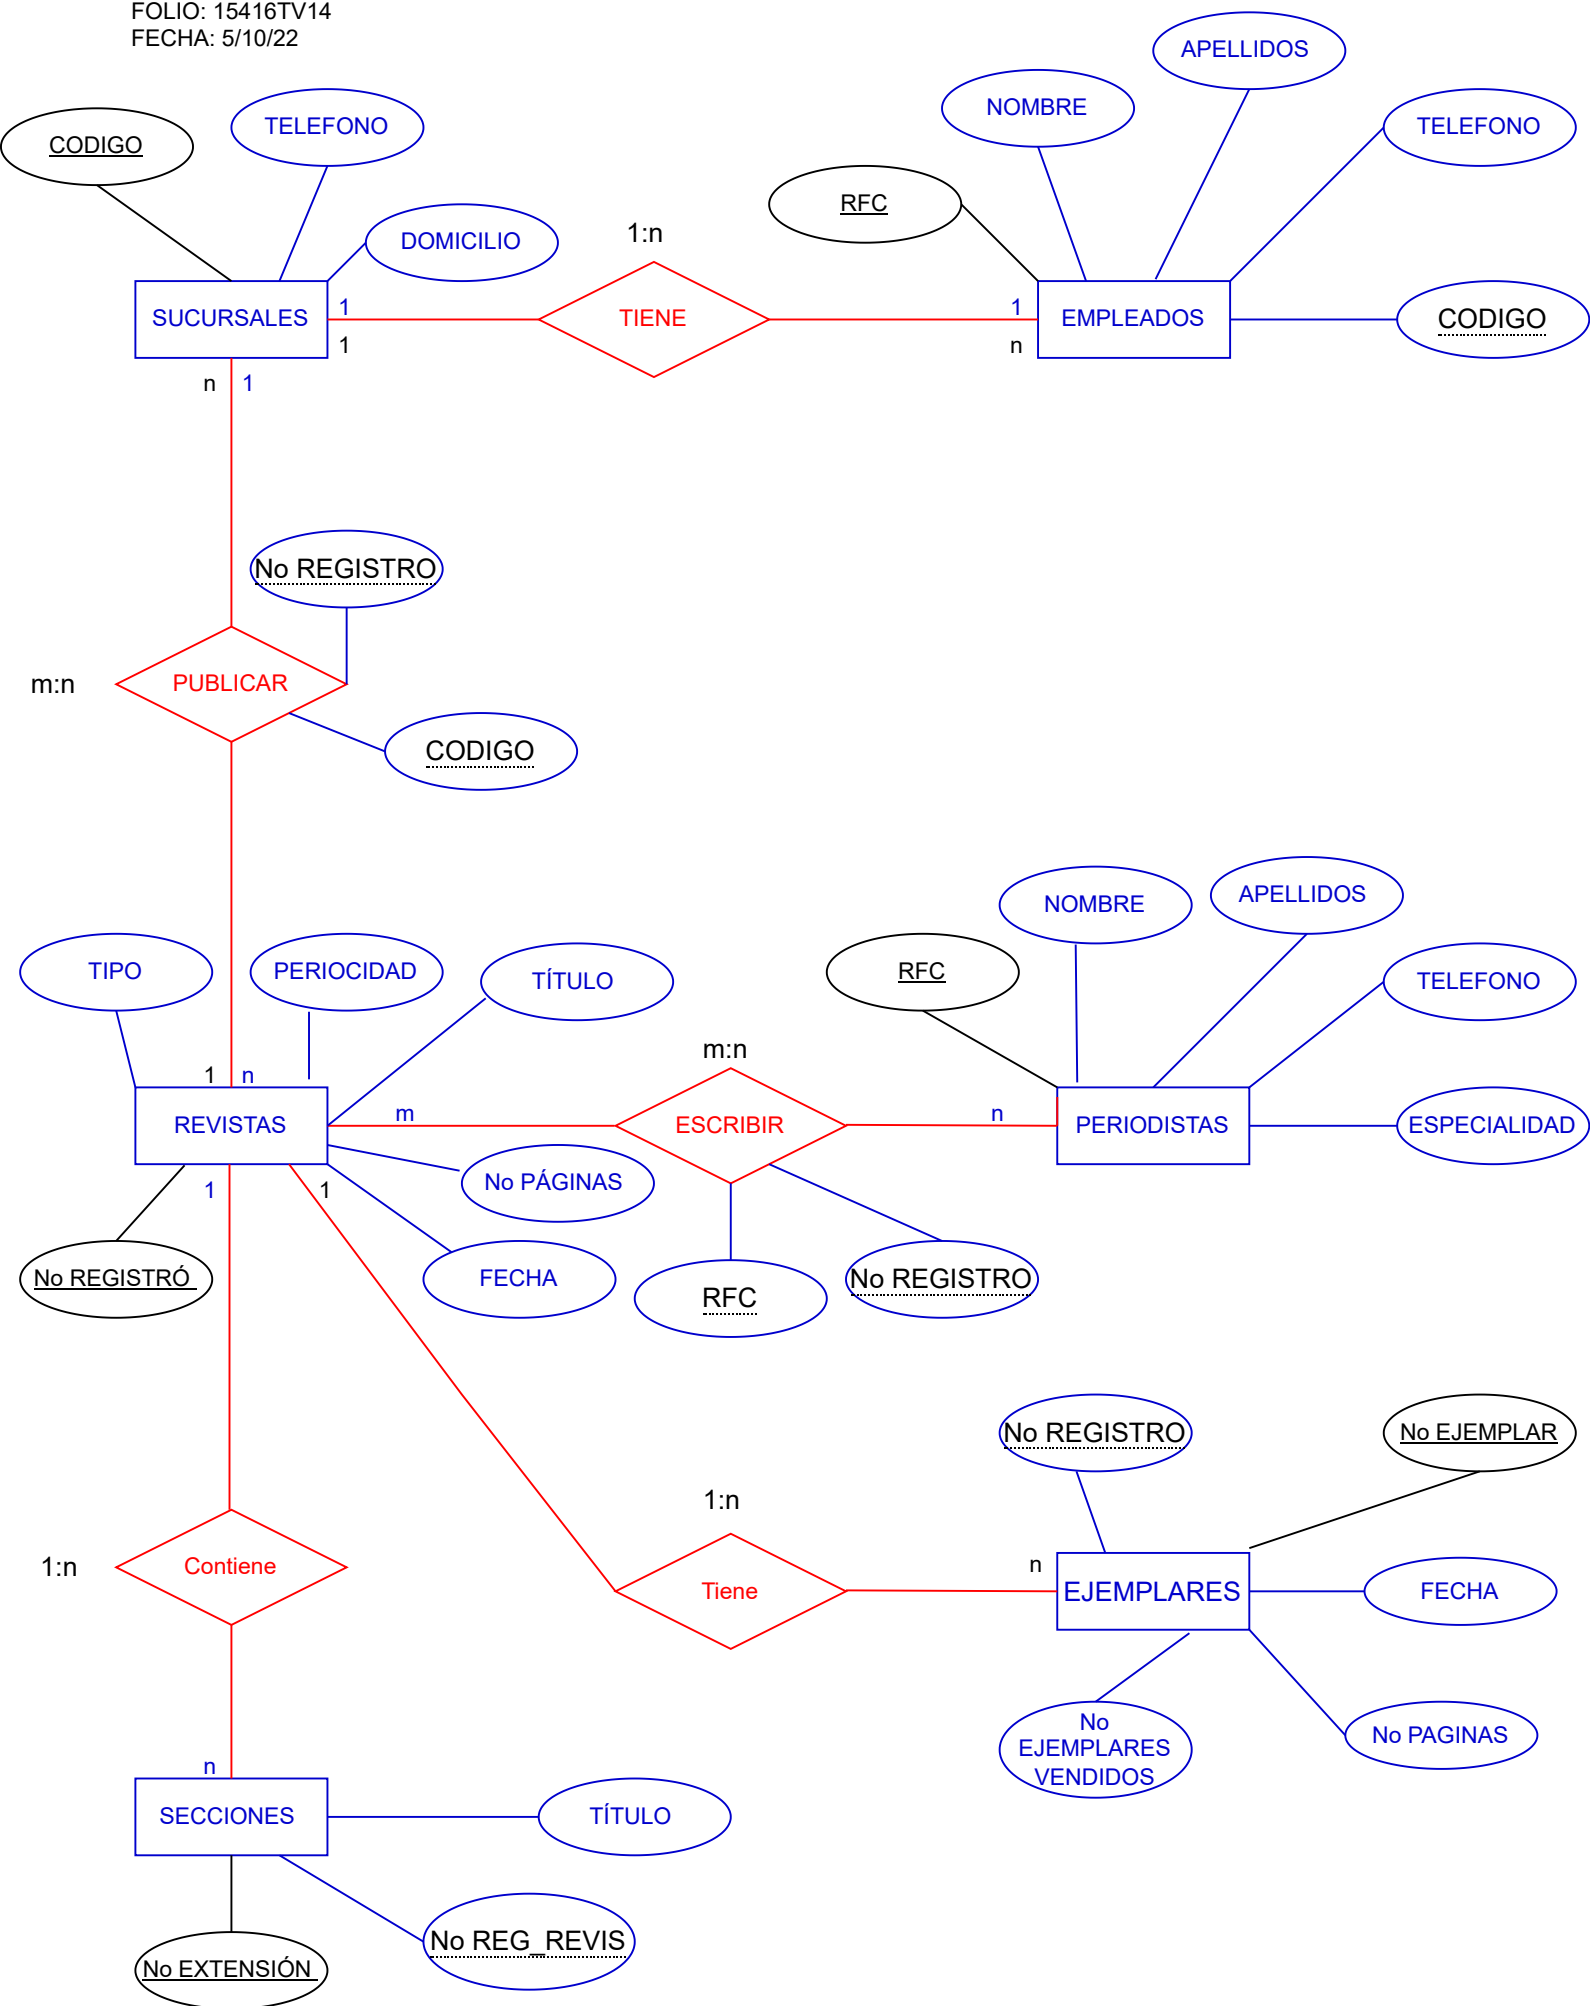 FOLIO: 15416TV14
FECHA: 5/10/22
APELLIDOS
NOMBRE
TELEFONO
TELEFONO
CODIGO
RFC
DOMICILIO
1:n
SUCURSALES
1
1
TIENE
1
n
EMPLEADOS
CODIGO
n
1
No REGISTRO
m:n
PUBLICAR
CODIGO
NOMBRE
APELLIDOS
TIPO
PERIOCIDAD
TÍTULO
RFC
TELEFONO
m:n
1
n
REVISTAS
m
ESCRIBIR
n
PERIODISTAS
ESPECIALIDAD
1
1
No PÁGINAS
No REGISTRÓ
FECHA
RFC
No REGISTRO
No REGISTRO
No EJEMPLAR
1:n
1:n
Contiene
Tiene
n
EJEMPLARES
FECHA
No
EJEMPLARES
VENDIDOS
No PAGINAS
n
SECCIONES
TÍTULO
No REG_REVIS
No EXTENSIÓN